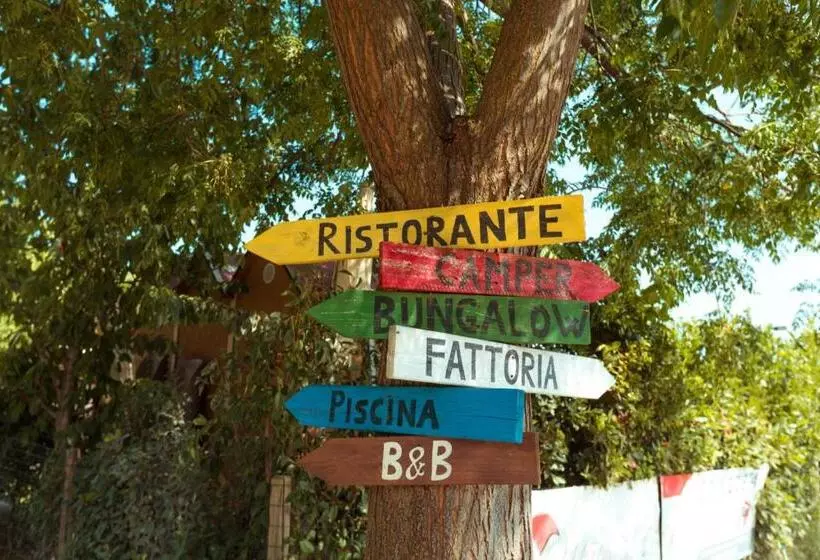 RISTORANTE
CAMPER
BUNGALOW
FATTORIA
PISCINA
B&B